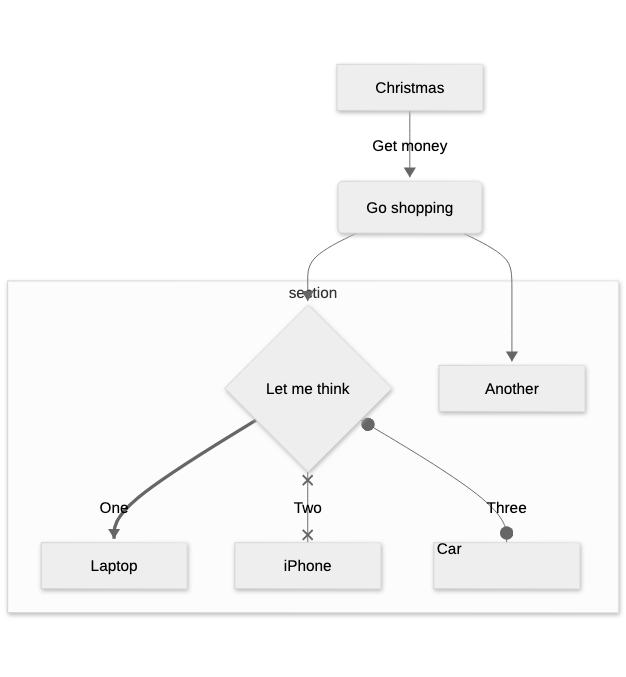 Christmas
Get money
Go shopping
section
Let me think
Another
One
Two
Three
Laptop
iPhone
Car